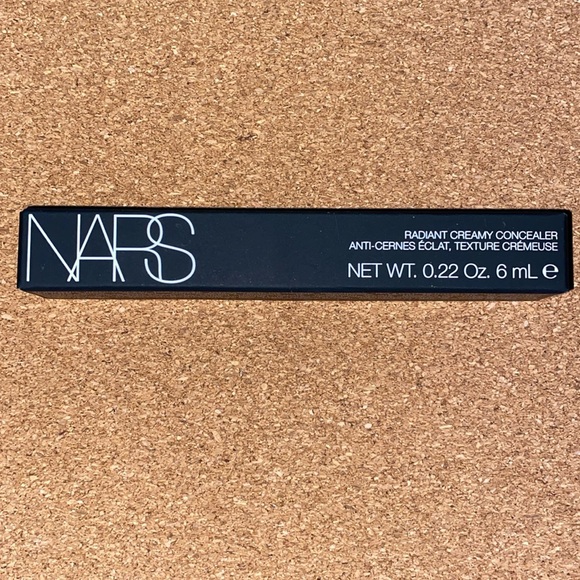 NARS
RADIANT CREAMY CONCEALER
ANTI-CERNES ÉCLAT, TEXTURE CRÉMEUSE
NET WT. 0.22 Oz. 6 mL ℮